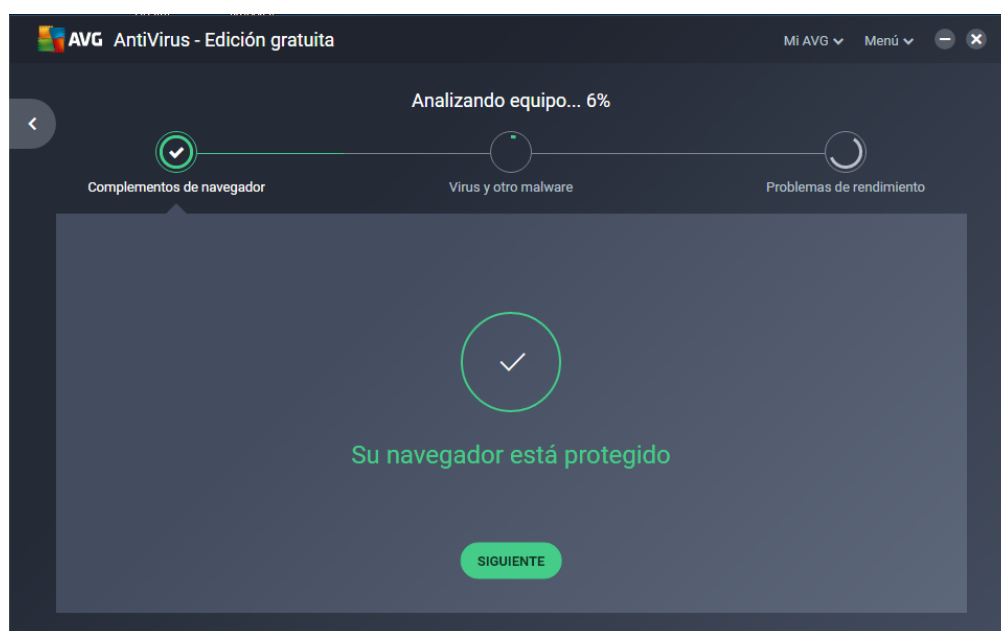 AVG AntiVirus - Edición gratuita
Mi AVG Menú
Analizando equipo... 6%
Complementos de navegador
Virus y otro malware
Problemas de rendimiento
Su navegador está protegido
SIGUIENTE